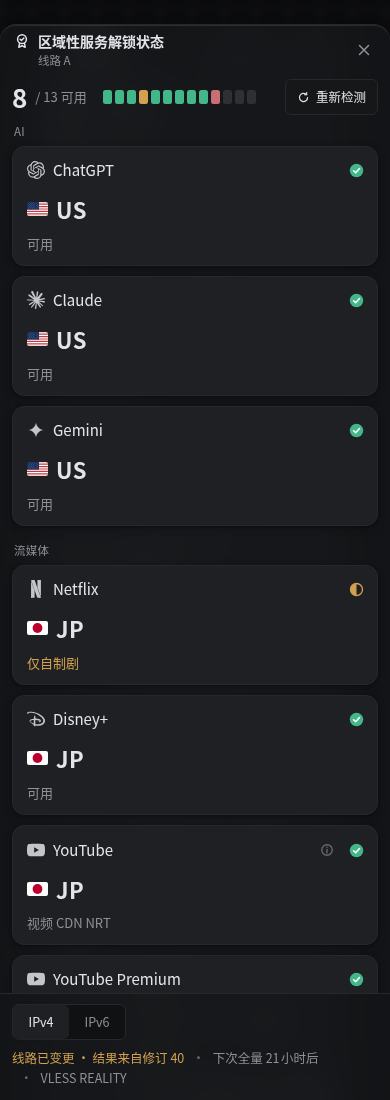 区域性服务解锁状态
线路 A
8 / 13 可用
重新检测
AI
ChatGPT
US
可用
Claude
US
可用
Gemini
US
可用
流媒体
Netflix
JP
仅自制剧
Disney+
JP
可用
YouTube
JP
视频 CDN NRT
YouTube Premium
IPv4 IPv6
线路已变更 · 结果来自修订 40 · 下次全量 21小时后
· VLESS REALITY